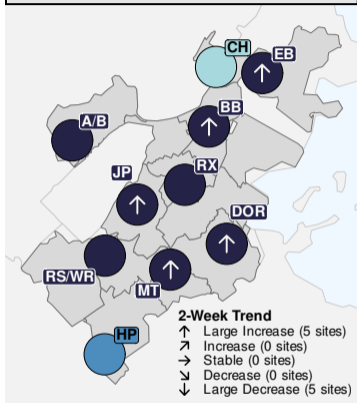 CH
EB
BB
A/B
RX
JP
DOR
RS/WR
MT
HP
2-Week Trend
↑ Large Increase (5 sites)
↗ Increase (0 sites)
→ Stable (0 sites)
↘ Decrease (0 sites)
↓ Large Decrease (5 sites)